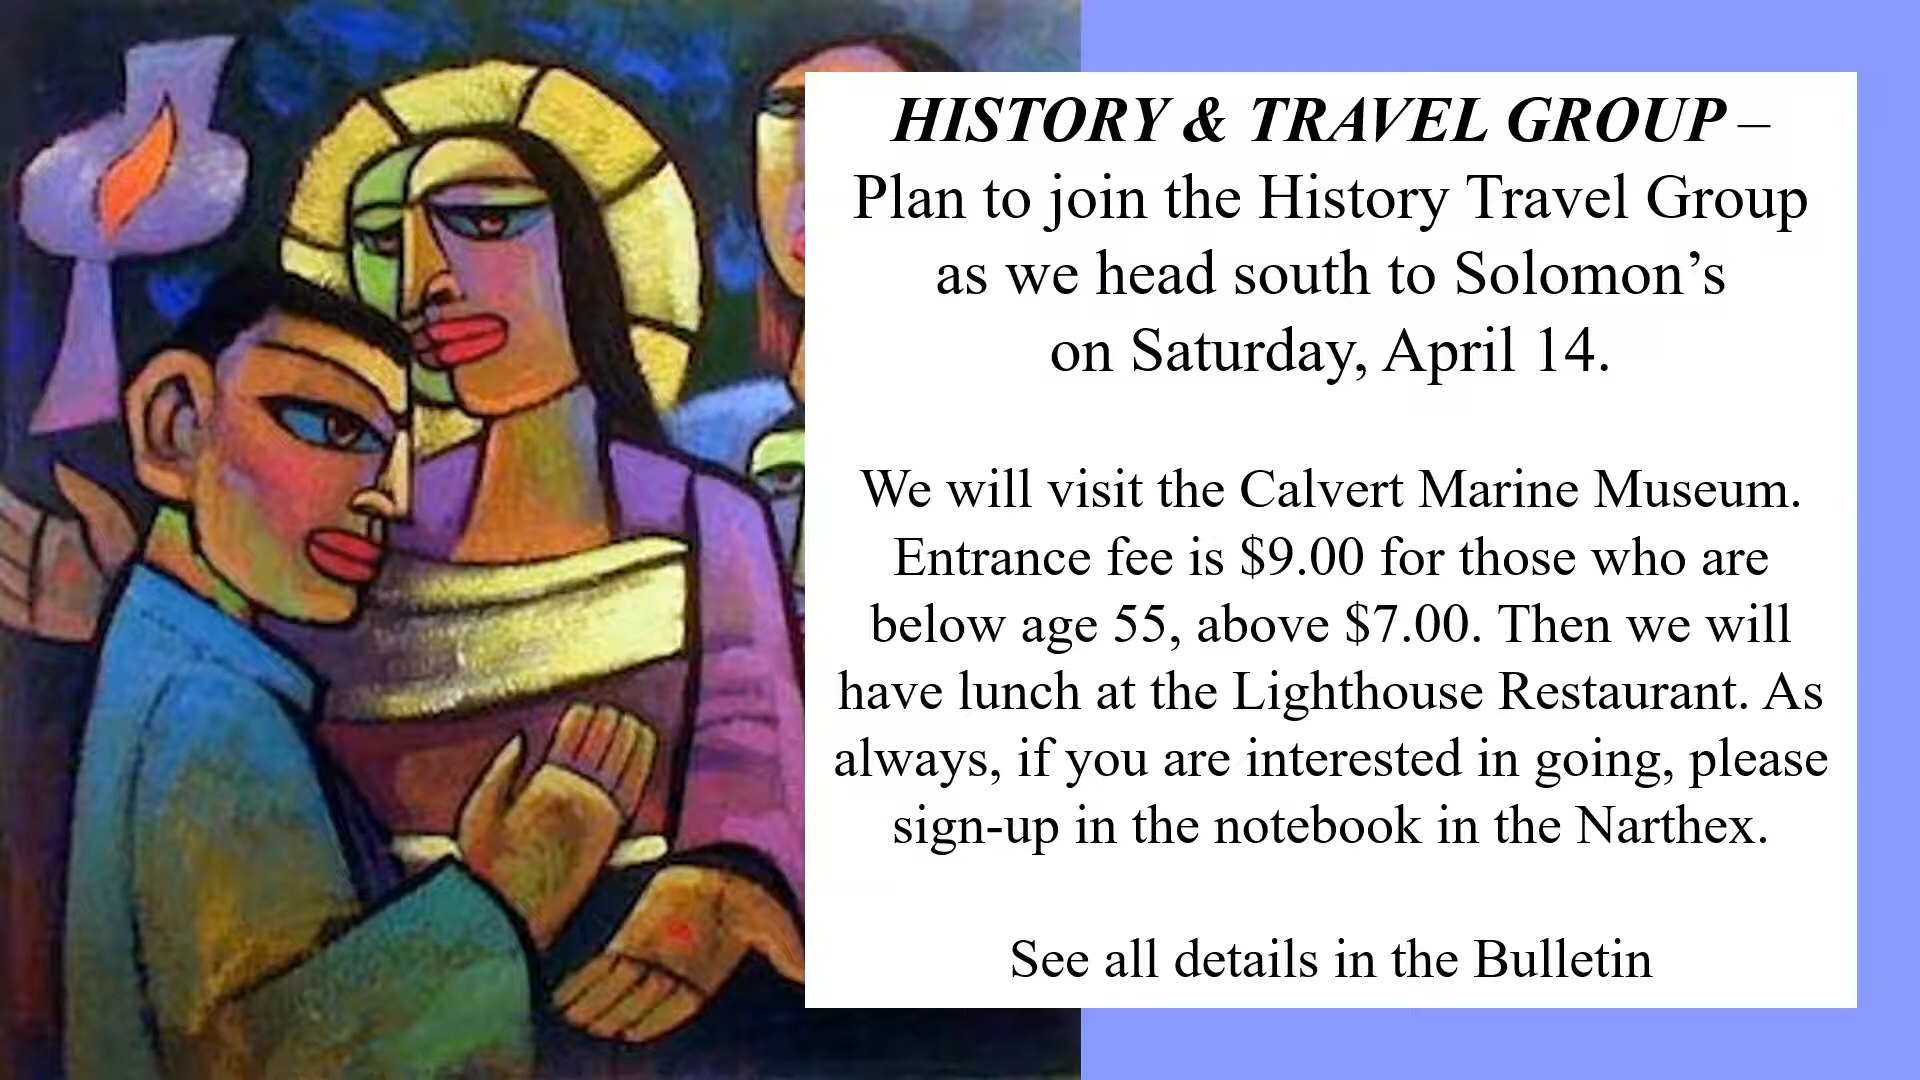 HISTORY & TRAVEL GROUP –
Plan to join the History Travel Group
as we head south to Solomon’s
on Saturday, April 14.
We will visit the Calvert Marine Museum.
Entrance fee is $9.00 for those who are
below age 55, above $7.00. Then we will
have lunch at the Lighthouse Restaurant. As
always, if you are interested in going, please
sign-up in the notebook in the Narthex.
See all details in the Bulletin